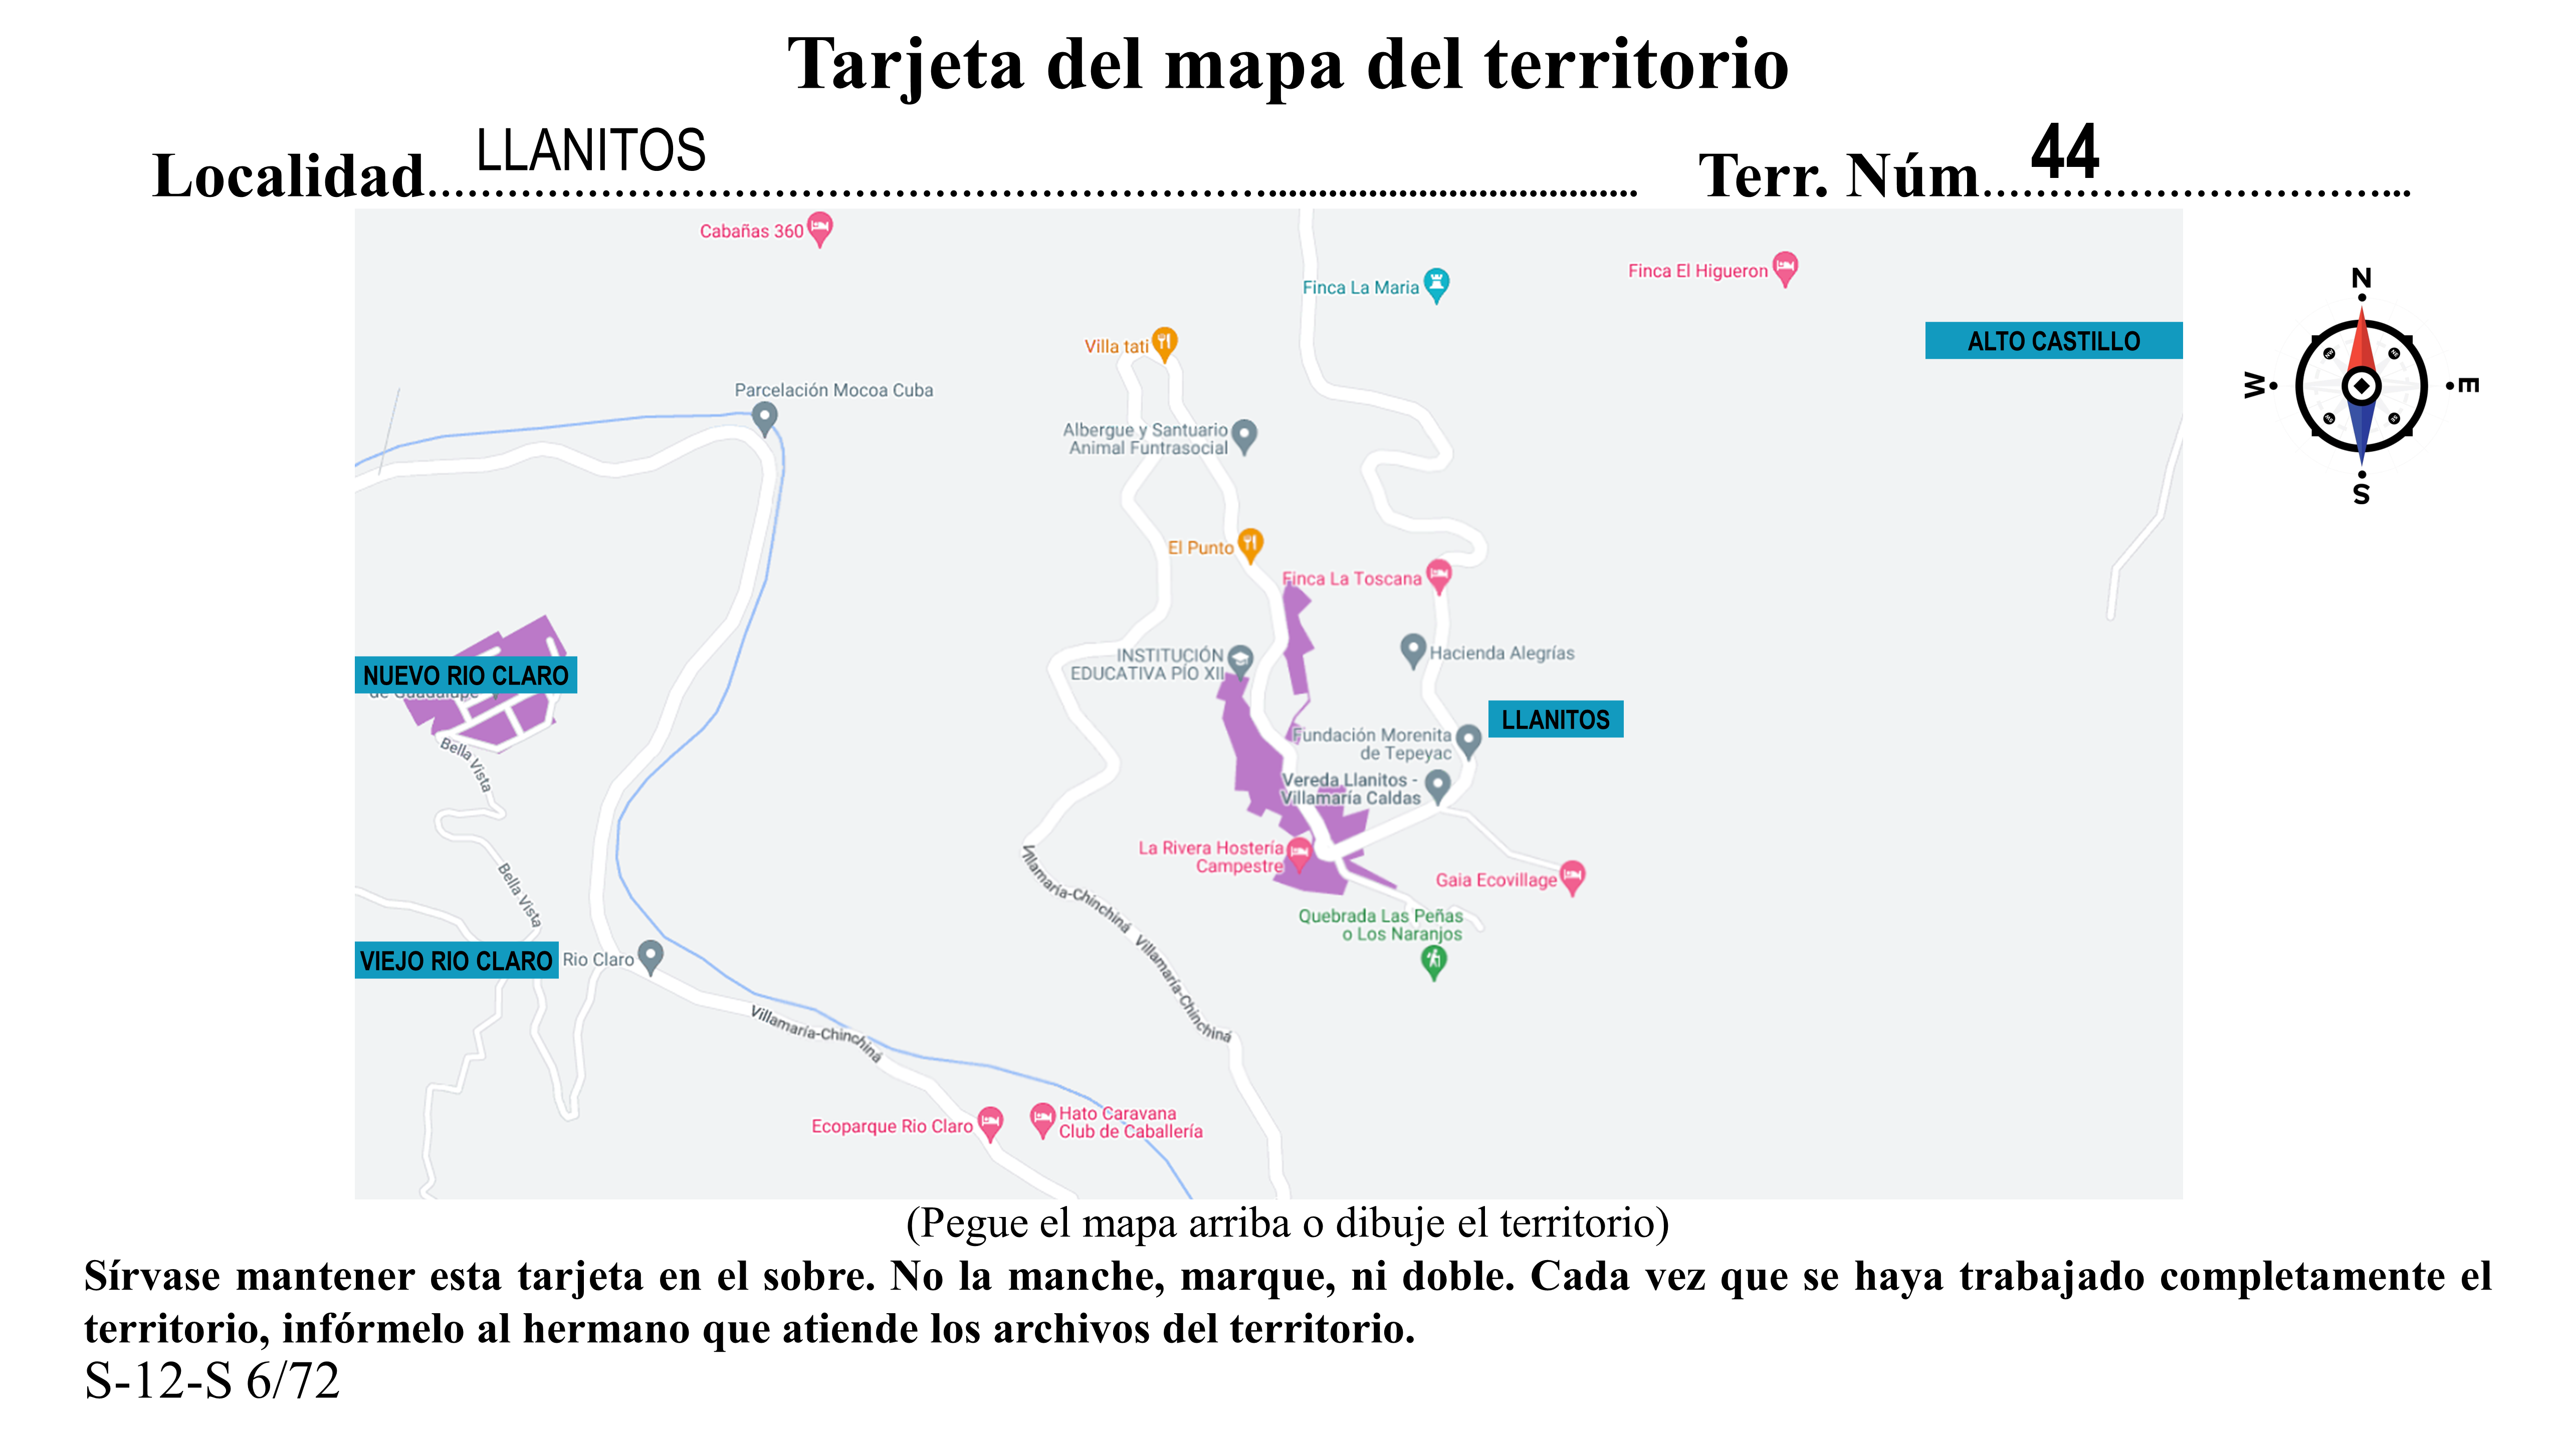 Tarjeta del mapa del territorio
Localidad LLANITOS Terr. Núm 44
Cabañas 360
Finca La Maria
Finca El Higueron
N
W
E
S
ALTO CASTILLO
Villa tati
Parcelación Mocoa Cuba
Albergue y Santuario
Animal Funtrasocial
El Punto
Finca La Toscana
INSTITUCIÓN
EDUCATIVA PÍO XII
Hacienda Alegrías
NUEVO RIO CLARO
de Guadalupe
LLANITOS
Fundación Morenita
de Tepeyac
Bella Vista
Vereda Llanitos -
Villamaría Caldas
La Rivera Hostería
Campestre
Gaia Ecovillage
Bella Vista
Villamaría-Chinchiná
Villamaría-Chinchiná
Quebrada Las Peñas
o Los Naranjos
VIEJO RIO CLARO
Rio Claro
Villamaría-Chinchiná
Ecoparque Rio Claro
Hato Caravana
Club de Caballería
(Pegue el mapa arriba o dibuje el territorio)
Sírvase mantener esta tarjeta en el sobre. No la manche, marque, ni doble. Cada vez que se haya trabajado completamente el
territorio, infórmelo al hermano que atiende los archivos del territorio.
S-12-S 6/72